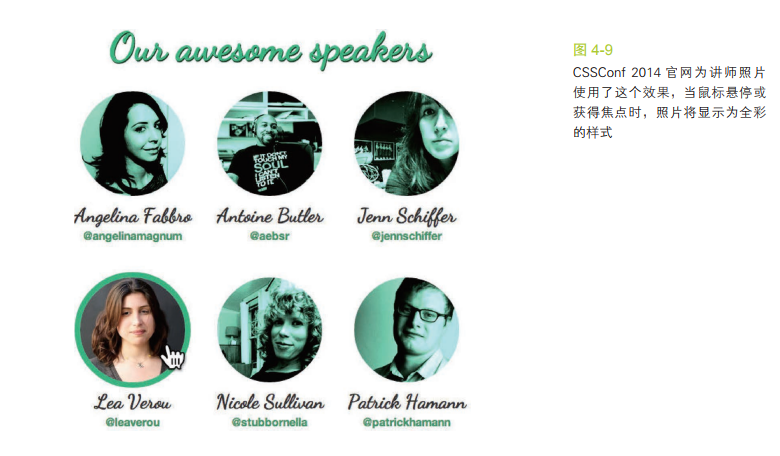 Our awesome speakers
Angelina Fabbro
@angelinamagnum
Antoine Butler
@aebsr
Jenn Schiffer
@jennschiffer
Lea Verou
@leaverou
Nicole Sullivan
@stubbornella
Patrick Hamann
@patrickhamann
图 4-9
CSSConf 2014 官网为讲师照片
使用了这个效果，当鼠标悬停或
获得焦点时，照片将显示为全彩
的样式